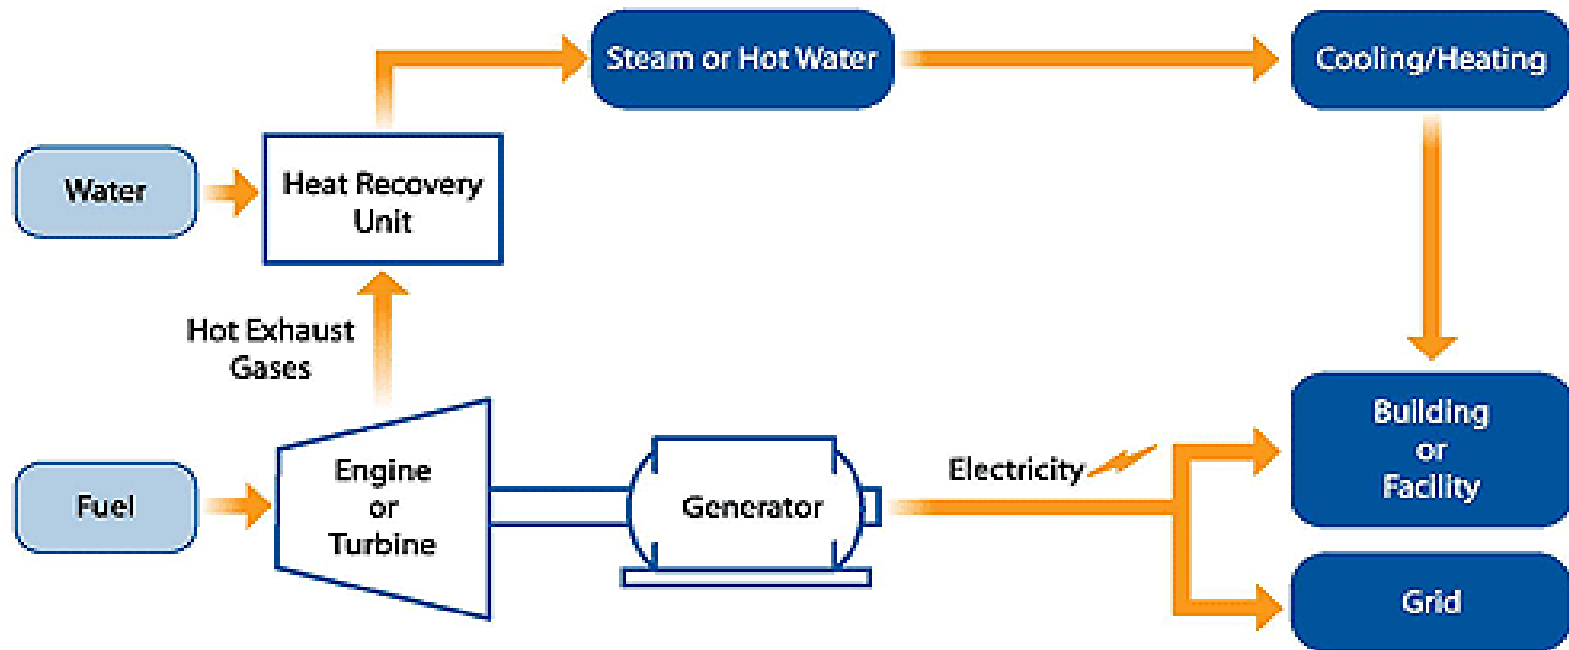 Steam or Hot Water
Cooling/Heating
Water
Heat Recovery
Unit
Hot Exhaust
Gases
Fuel
Engine
or
Turbine
Generator
Electricity
Building
or
Facility
Grid